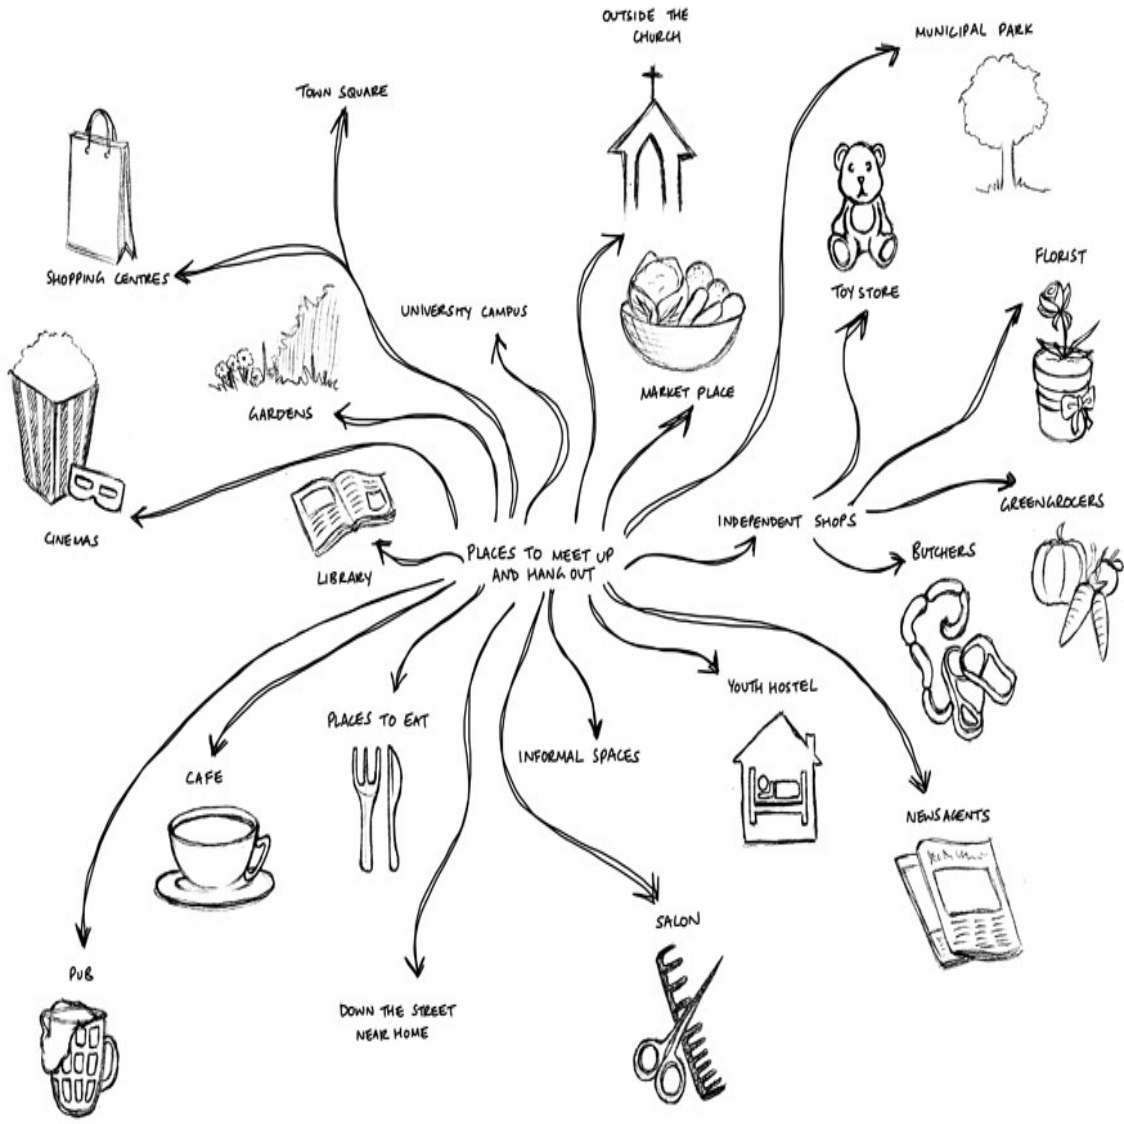 OUTSIDE THE
CHURCH
MUNICIPAL PARK
TOWN SQUARE
SHOPPING CENTRES
FLORIST
TOY STORE
UNIVERSITY CAMPUS
MARKET PLACE
GARDENS
GREENGROCERS
INDEPENDENT SHOPS
CINEMAS
BUTCHERS
PLACES TO MEET UP
AND HANG OUT
LIBRARY
YOUTH HOSTEL
PLACES TO EAT
INFORMAL SPACES
CAFE
NEWSAGENTS
SALON
PUB
DOWN THE STREET
NEAR HOME